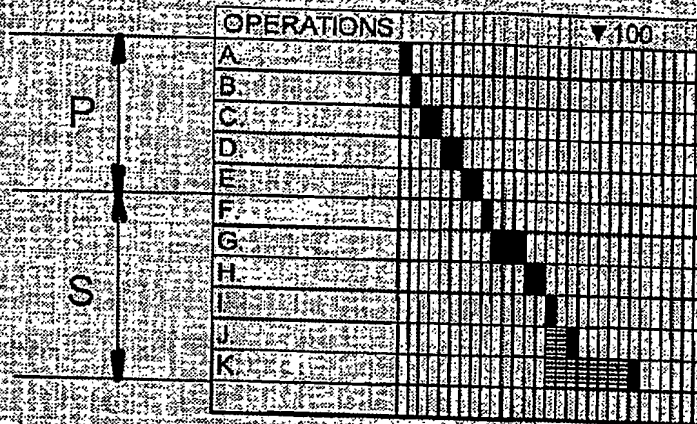 OPERATIONS ▼100
A.
B.
P
C.
D.
E.
F.
G.
S
H.
I
J
K.